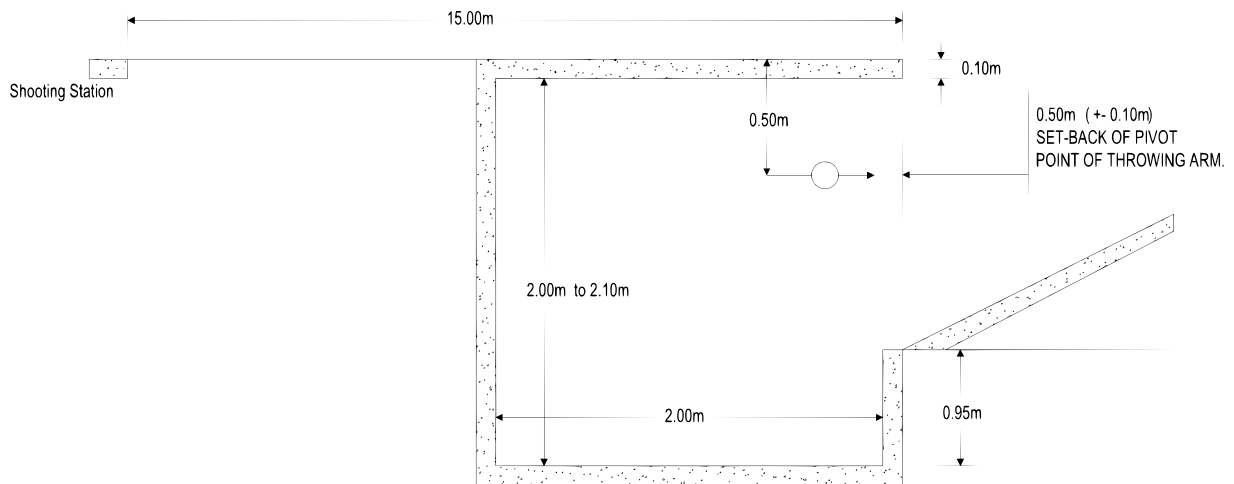 15.00m
Shooting Station
0.10m
0.50m
0.50m ( +- 0.10m)
SET-BACK OF PIVOT
POINT OF THROWING ARM.
2.00m to 2.10m
2.00m
0.95m